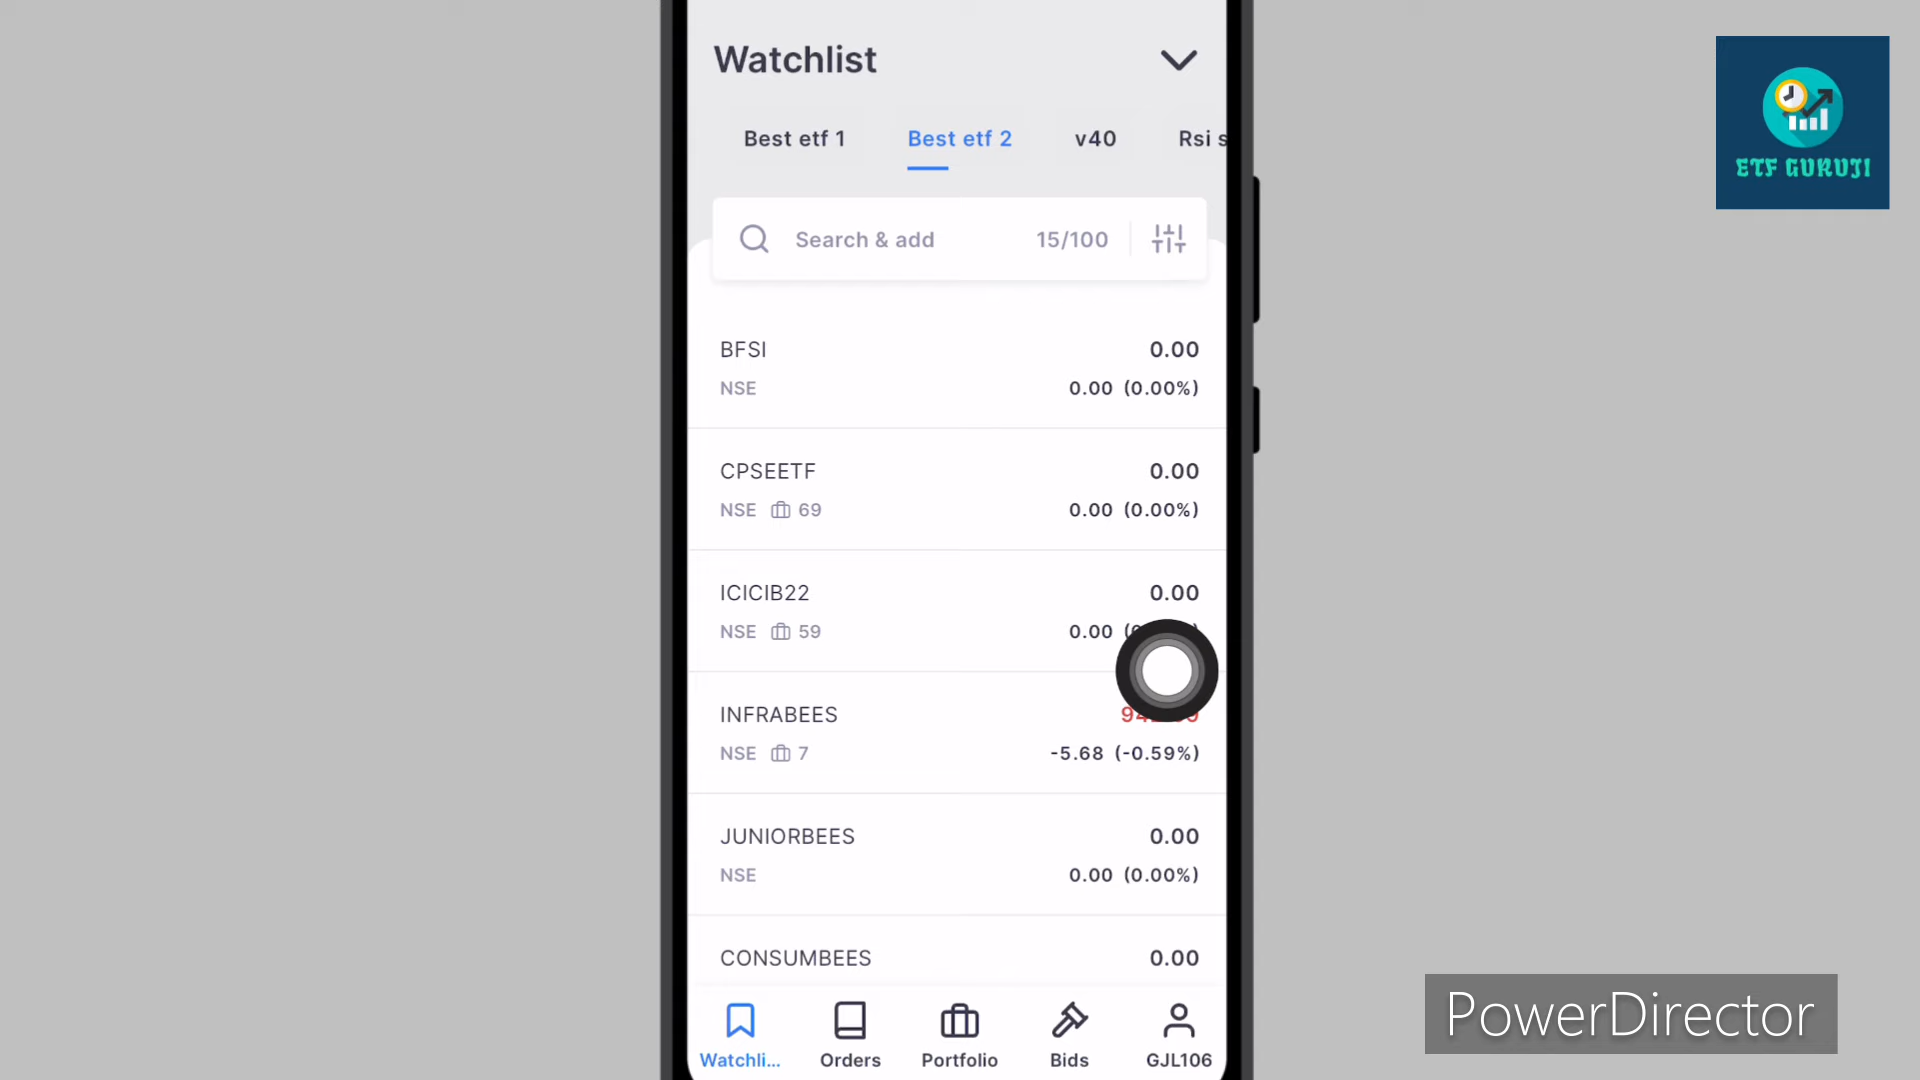 Watchlist
Best etf 1 Best etf 2 v40 Rsi s
Search & add 15/100
BFSI 0.00
NSE 0.00 (0.00%)
CPSEETF 0.00
NSE 69 0.00 (0.00%)
ICICIB22 0.00
NSE 59 0.00
INFRABEES
NSE 7 -5.68 (-0.59%)
JUNIORBEES 0.00
NSE 0.00 (0.00%)
CONSUMBEES 0.00
Watchli... Orders Portfolio Bids GJL106
ETF GURUJI
PowerDirector